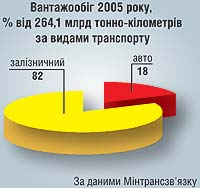 Вантажообіг 2005 року,
% від 264,1 млрд тонно-кілометрів
за видами транспорту
залізничний
82
авто
18
За даними Мінтрансзв'язку